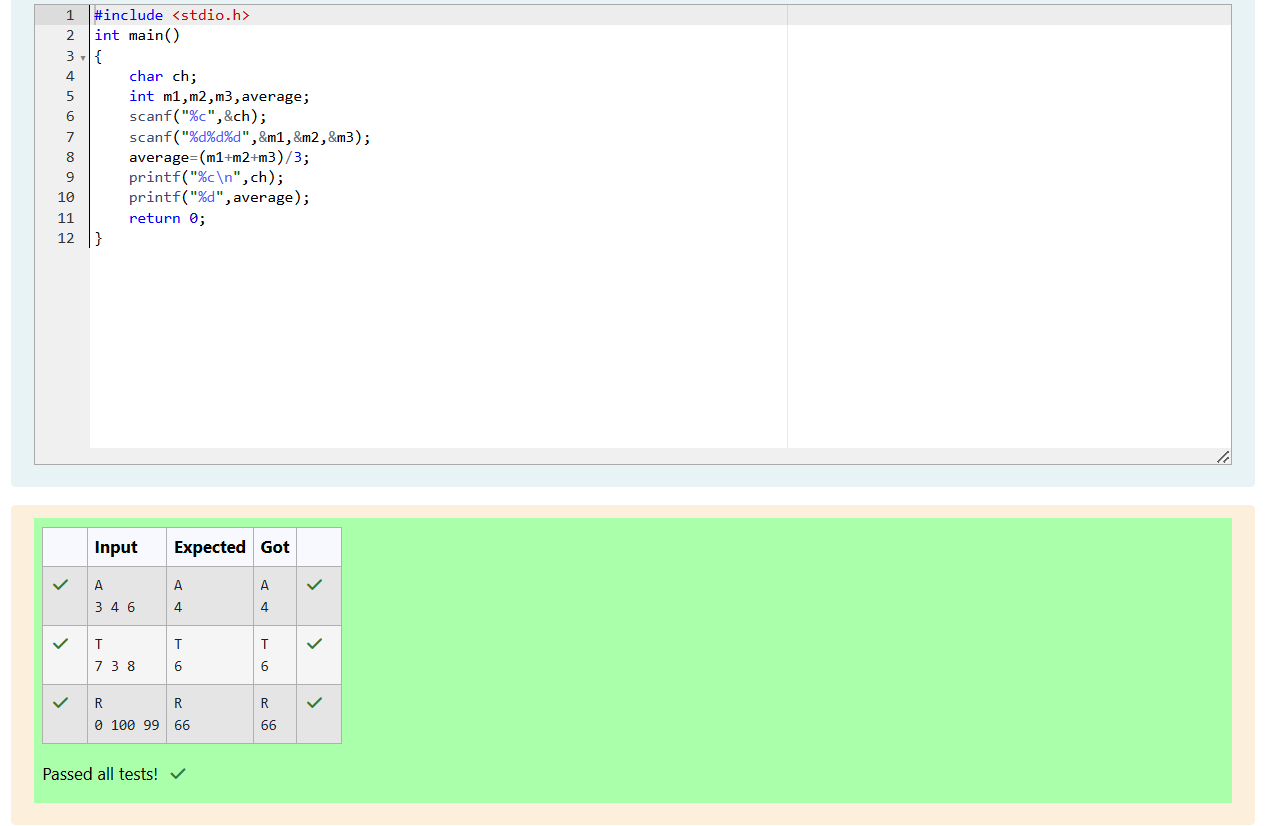 1 #include <stdio.h>
2 int main()
3 {
4     char ch;
5     int m1,m2,m3,average;
6     scanf("%c",&ch);
7     scanf("%d%d%d",&m1,&m2,&m3);
8     average=(m1+m2+m3)/3;
9     printf("%c\n",ch);
10     printf("%d",average);
11     return 0;
12 }
Input Expected Got
A A A
3 4 6 4 4
T T T
7 3 8 6 6
R R R
0 100 99 66 66
Passed all tests!